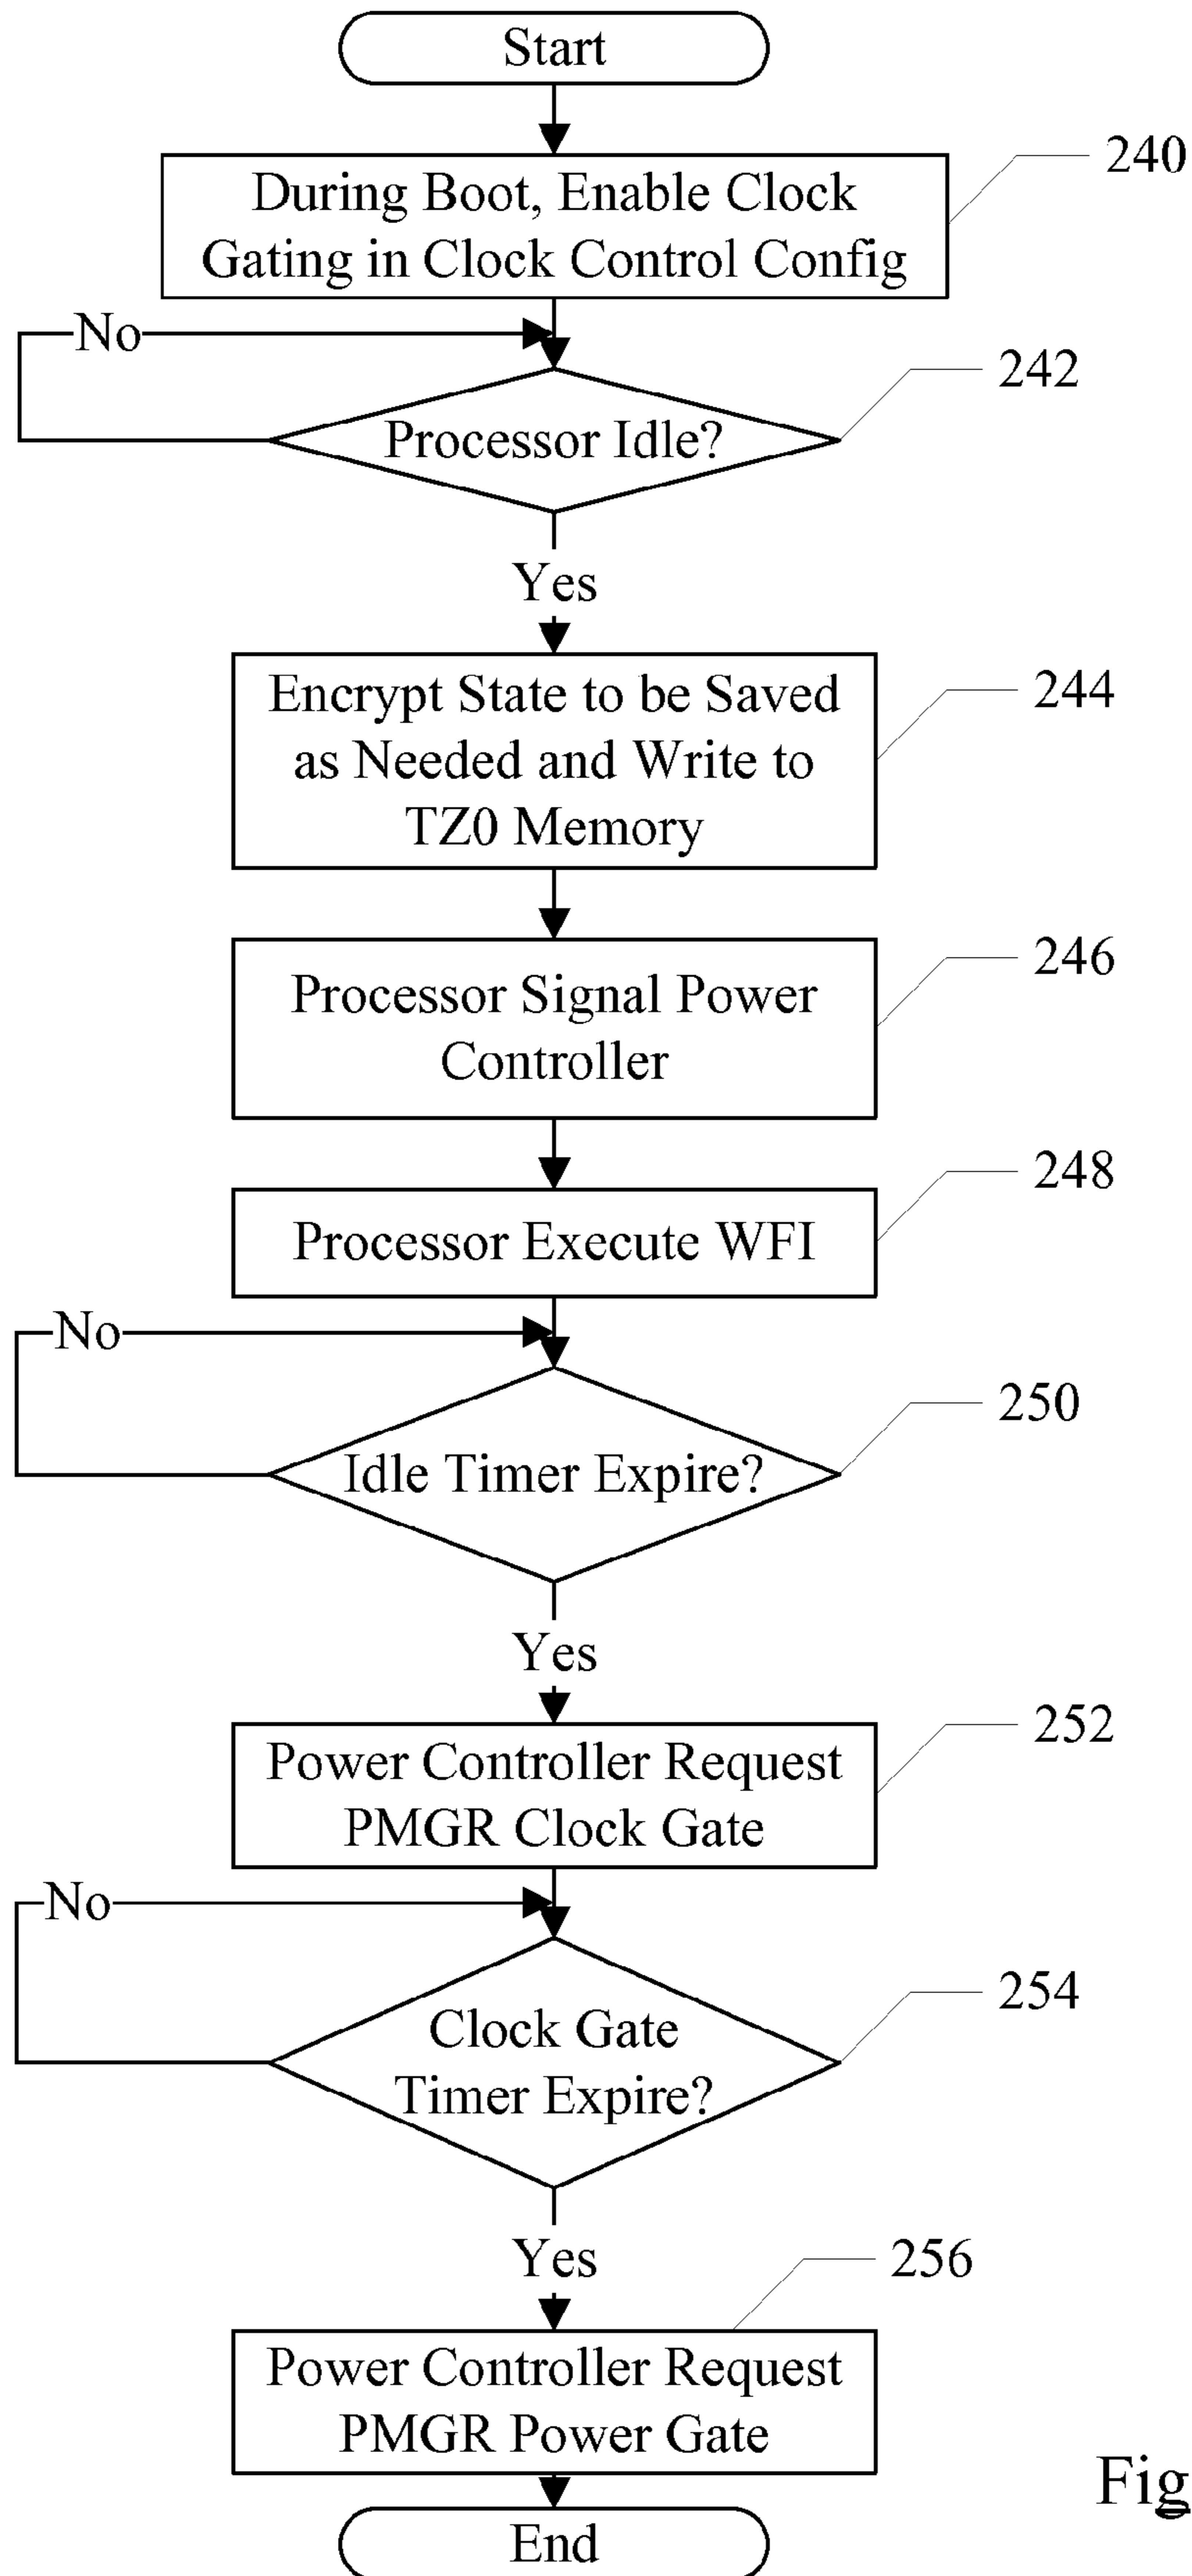 Start
During Boot, Enable Clock
Gating in Clock Control Config
240
No
Processor Idle?
242
Yes
Encrypt State to be Saved
as Needed and Write to
TZ0 Memory
244
Processor Signal Power
Controller
246
Processor Execute WFI
248
No
Idle Timer Expire?
250
Yes
Power Controller Request
PMGR Clock Gate
252
No
Clock Gate
Timer Expire?
254
Yes
256
Power Controller Request
PMGR Power Gate
Fig
End